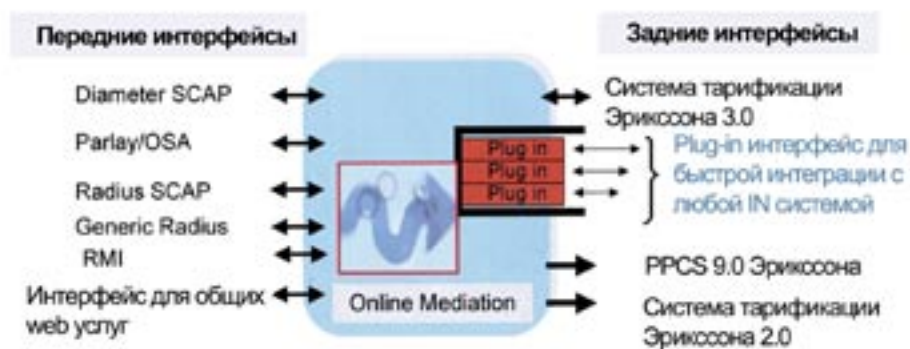 Передние интерфейсы
Diameter SCAP
Parlay/OSA
Radius SCAP
Generic Radius
RMI
Интерфейс для общих
web услуг
Plug in
Plug in
Plug in
Online Mediation
Задние интерфейсы
Система тарификации
Эрикссона 3.0
Plug-in интерфейс для
быстрой интеграции с
любой IN системой
PPCS 9.0 Эрикссона
Система тарификации
Эрикссона 2.0